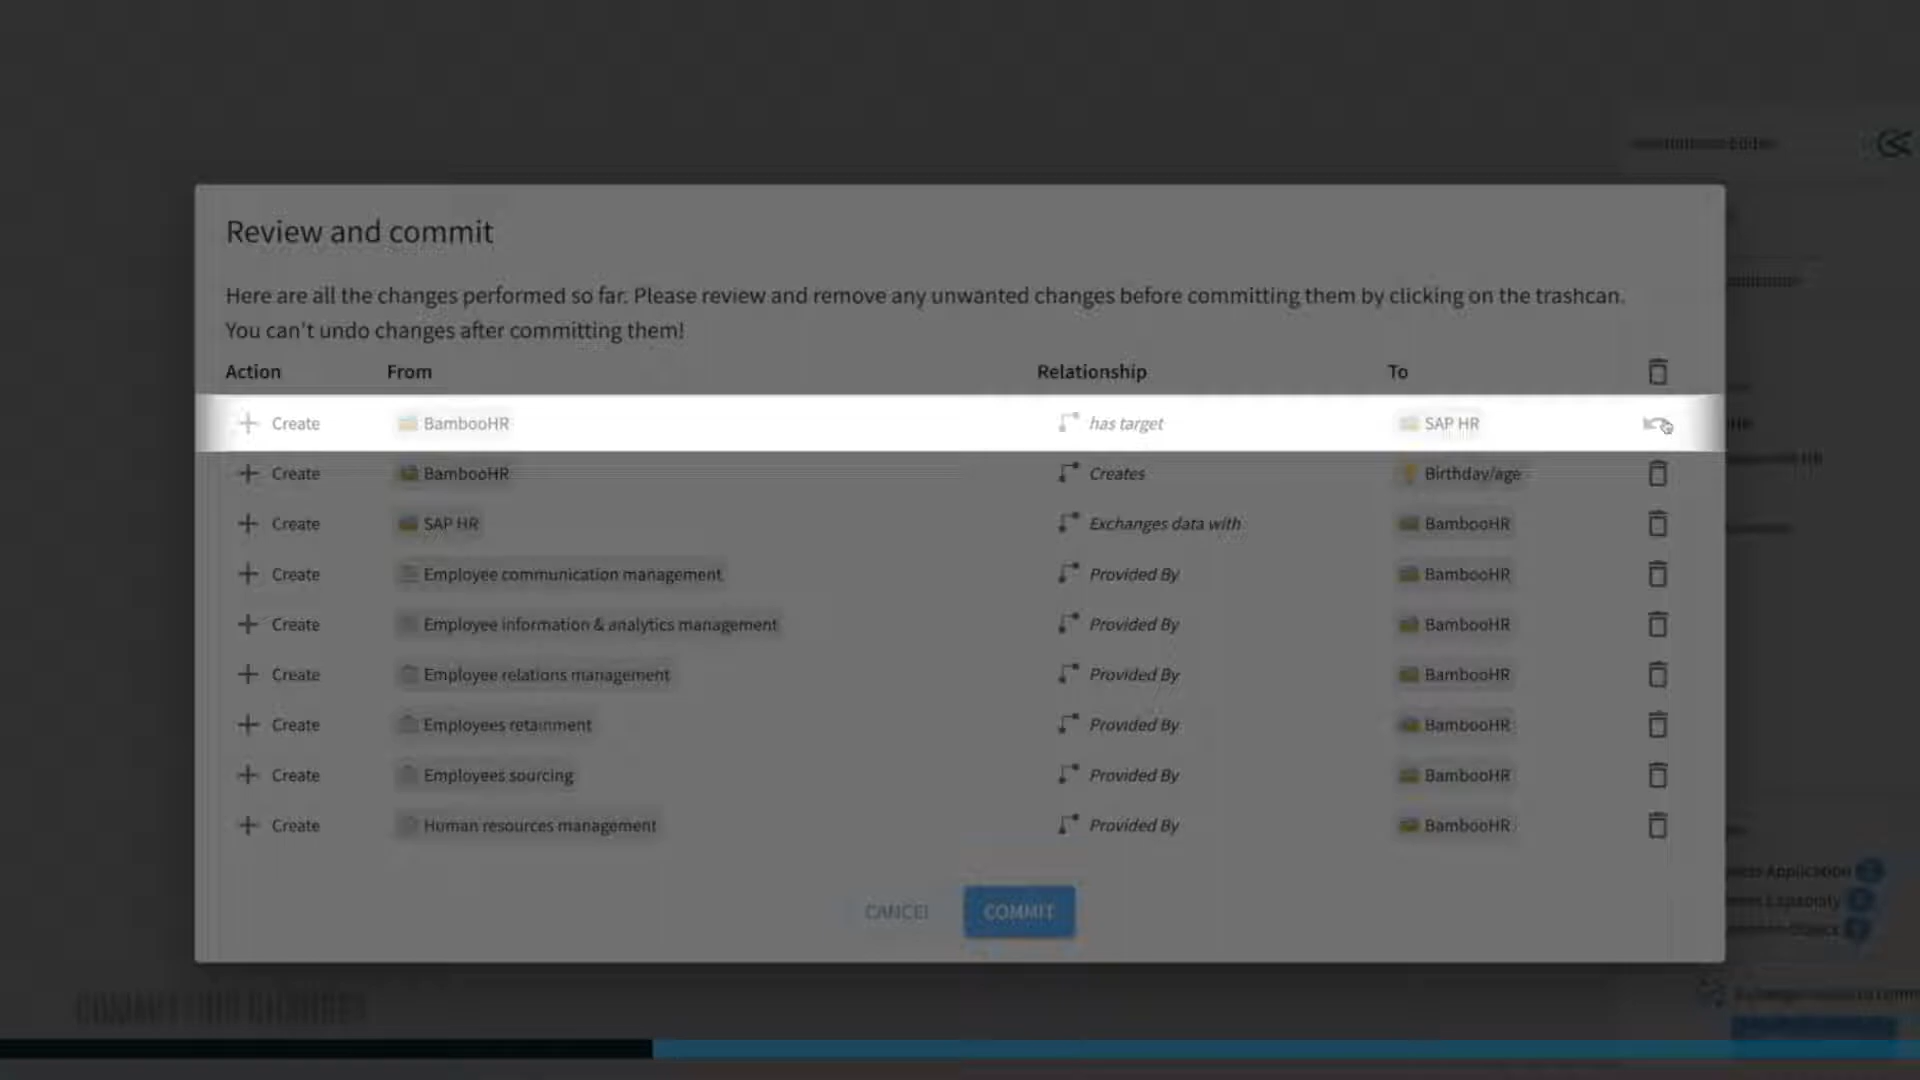 Review and commit
Here are all the changes performed so far. Please review and remove any unwanted changes before committing them by clicking on the trashcan.
You can't undo changes after committing them!
Action From Relationship To
Create BambooHR has target SAP HR
Create BambooHR Creates Birthday/age
Create SAP HR Exchanges data with BambooHR
Create Employee communication management Provided By BambooHR
Create Employee information & analytics management Provided By BambooHR
Create Employee relations management Provided By BambooHR
Create Employees retainment Provided By BambooHR
Create Employees sourcing Provided By BambooHR
Create Human resources management Provided By BambooHR
CANCEL COMMIT
Application
COMMITTING CHANGES